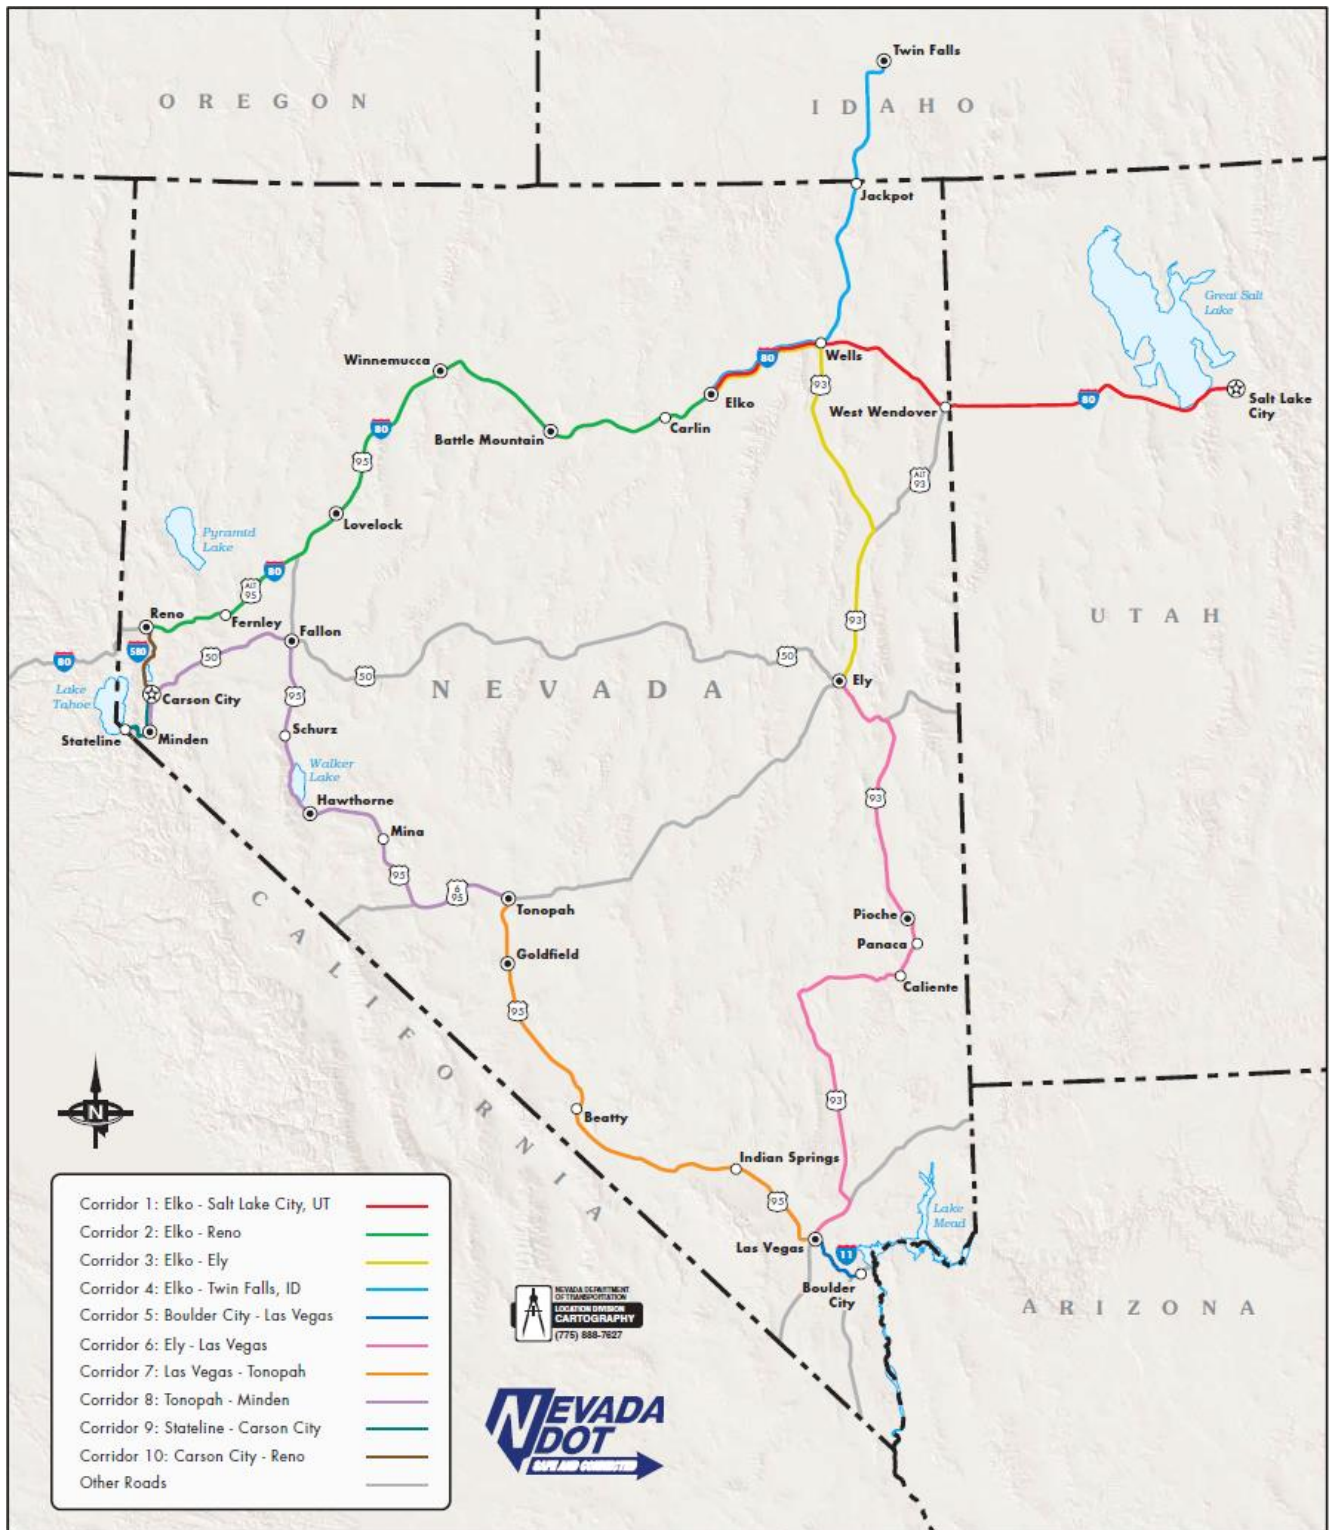 Twin Falls
OREGON
IDAHO
Jackpot
Great Salt
Lake
Winnemucca
80
Wells
93
Elko
West Wendover
80
Salt Lake
City
80
Battle Mountain
Carlin
95
ALT
93
Lovelock
Pyramid
Lake
80
ALT
95
Reno
Fernley
Fallon
93
UTAH
580
50
80
50
50
Lake
Tahoe
Carson City
95
NEVADA
Ely
Stateline
Minden
Schurz
Walker
Lake
Hawthorne
93
Mina
95
6
95
CALIFORNIA
Tonopah
Pioche
Panaca
Goldfield
Caliente
95
N
93
Beatty
Indian Springs
95
Lake
Mead
Las Vegas
11
Boulder
City
ARIZONA
Corridor 1: Elko - Salt Lake City, UT
Corridor 2: Elko - Reno
Corridor 3: Elko - Ely
Corridor 4: Elko - Twin Falls, ID
Corridor 5: Boulder City - Las Vegas
Corridor 6: Ely - Las Vegas
Corridor 7: Las Vegas - Tonopah
Corridor 8: Tonopah - Minden
Corridor 9: Stateline - Carson City
Corridor 10: Carson City - Reno
Other Roads
NEVADA DEPARTMENT
OF TRANSPORTATION
LOCATION DIVISION
CARTOGRAPHY
(775) 888-7627
NEVADA
DOT
SAFE AND CONNECTED